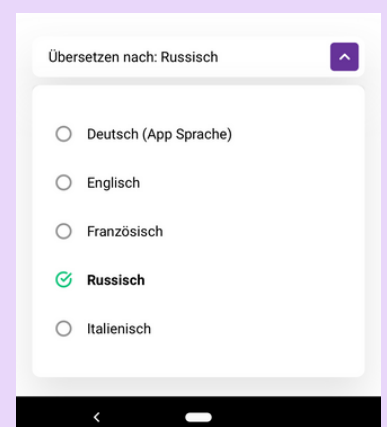 Übersetzen nach: Russisch
Deutsch (App Sprache)
Englisch
Französisch
Russisch
Italienisch